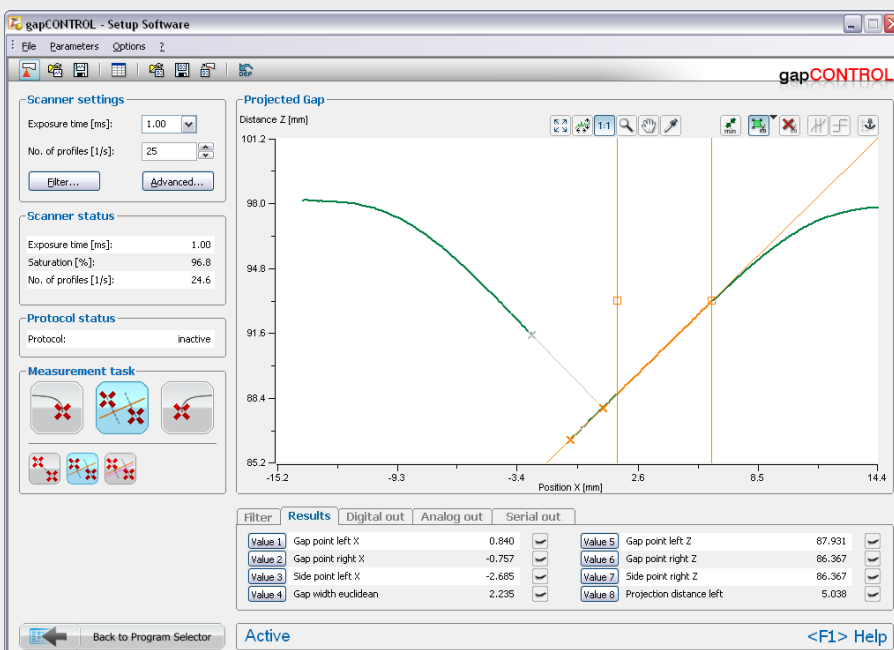 gapCONTROL - Setup Software
File Parameters Options ?
gapCONTROL
Scanner settings
Exposure time [ms]: 1.00
No. of profiles [1/s]: 25
Filter... Advanced...
Scanner status
Exposure time [ms]: 1.00
Saturation [%]: 96.8
No. of profiles [1/s]: 24.6
Protocol status
Protocol: inactive
Measurement task
Back to Program Selector
Projected Gap
Distance Z [mm]
1:1
min
101.2
98.0
94.8
91.6
88.4
85.2
-15.2 -9.3 -3.4 2.6 8.5 14.4
Position X [mm]
Filter Results Digital out Analog out Serial out
Value 1 Gap point left X 0.840 Value 5 Gap point left Z 87.931
Value 2 Gap point right X -0.757 Value 6 Gap point right Z 86.367
Value 3 Side point left X -2.685 Value 7 Side point right Z 86.367
Value 4 Gap width euclidean 2.235 Value 8 Projection distance left 5.038
Active <F1> Help